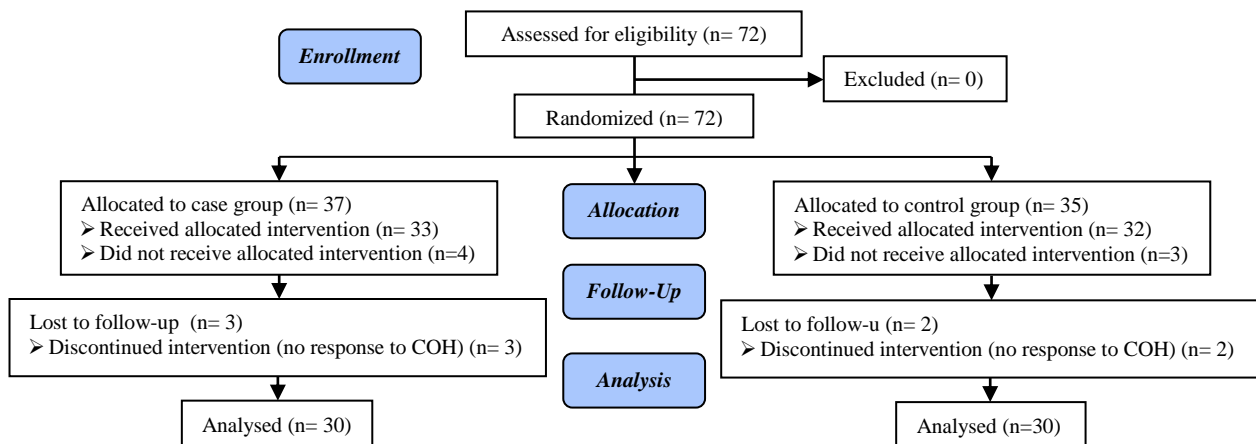 Assessed for eligibility (n= 72)
Enrollment
Excluded (n= 0)
Randomized (n= 72)
Allocated to case group (n= 37)
➢ Received allocated intervention (n= 33)
➢ Did not receive allocated intervention (n=4)
Allocation
Allocated to control group (n= 35)
➢ Received allocated intervention (n= 32)
➢ Did not receive allocated intervention (n=3)
Follow-Up
Lost to follow-up (n= 3)
➢ Discontinued intervention (no response to COH) (n= 3)
Lost to follow-u (n= 2)
➢ Discontinued intervention (no response to COH) (n= 2)
Analysis
Analysed (n= 30)
Analysed (n=30)